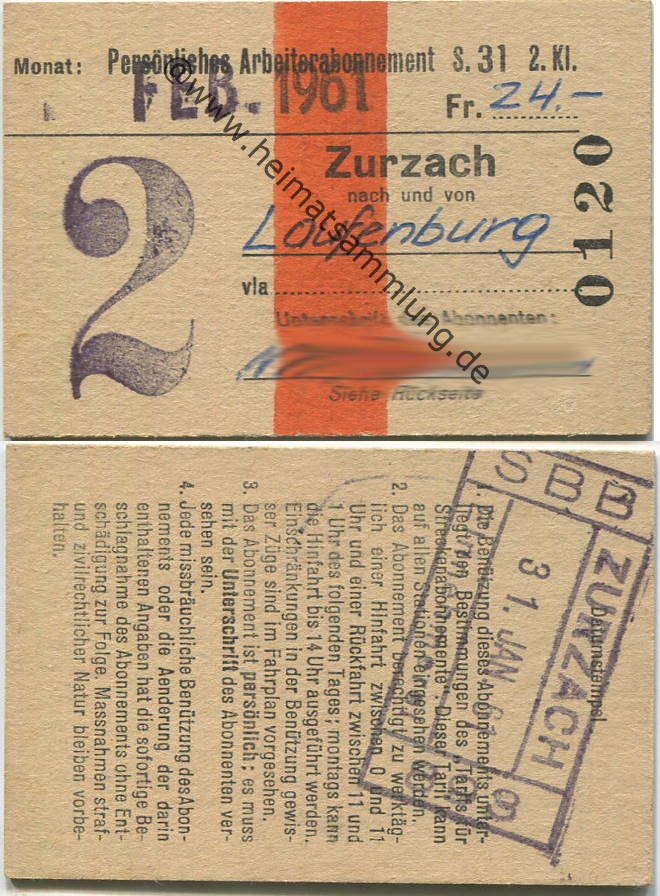 Monat: Persönliches Arbeiterabonnement S. 31 2. Kl.
FEB. 1961
Fr. 24.-
2
Zurzach
nach und von
Laufenburg
via
0120
Unterschrift des Abonnenten:
Siehe Rückseite
@www.heimatsammlung.de
Datumstempel
1. Die Benützung dieses Abonnements unter-
liegt den Bestimmungen des „Tarifs für
Streckenabonnemente". Dieser Tarif kann
auf allen Stationen eingesehen werden.
2. Das Abonnement berechtigt zu werktäg-
lich einer Hinfahrt zwischen 0 und 11
Uhr und einer Rückfahrt zwischen 11 und
1 Uhr des folgenden Tages; montags kann
die Hinfahrt bis 14 Uhr ausgeführt werden.
Einschränkungen in der Benützung gewis-
ser Züge sind im Fahrplan vorgesehen.
3. Das Abonnement ist persönlich; es muss
mit der Unterschrift des Abonnenten ver-
sehen sein.
4. Jede missbräuchliche Benützung des Abon-
nements oder die Aenderung der darin
enthaltenen Angaben hat die sofortige Be-
schlagnahme des Abonnements ohne Ent-
schädigung zur Folge. Massnahmen straf-
und zivilrechtlicher Natur bleiben vorbe-
halten.
SBB
ZURZACH
31. JAN 61